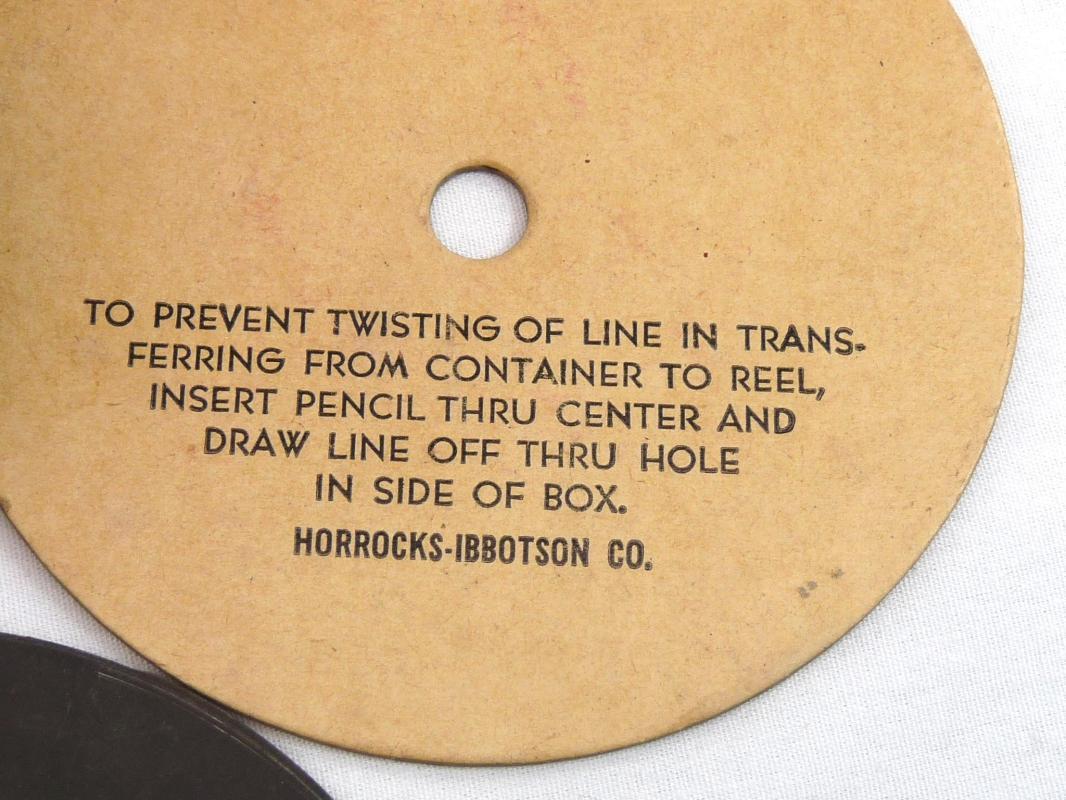 TO PREVENT TWISTING OF LINE IN TRANS-
FERRING FROM CONTAINER TO REEL,
INSERT PENCIL THRU CENTER AND
DRAW LINE OFF THRU HOLE
IN SIDE OF BOX.
HORROCKS-IBBOTSON CO.